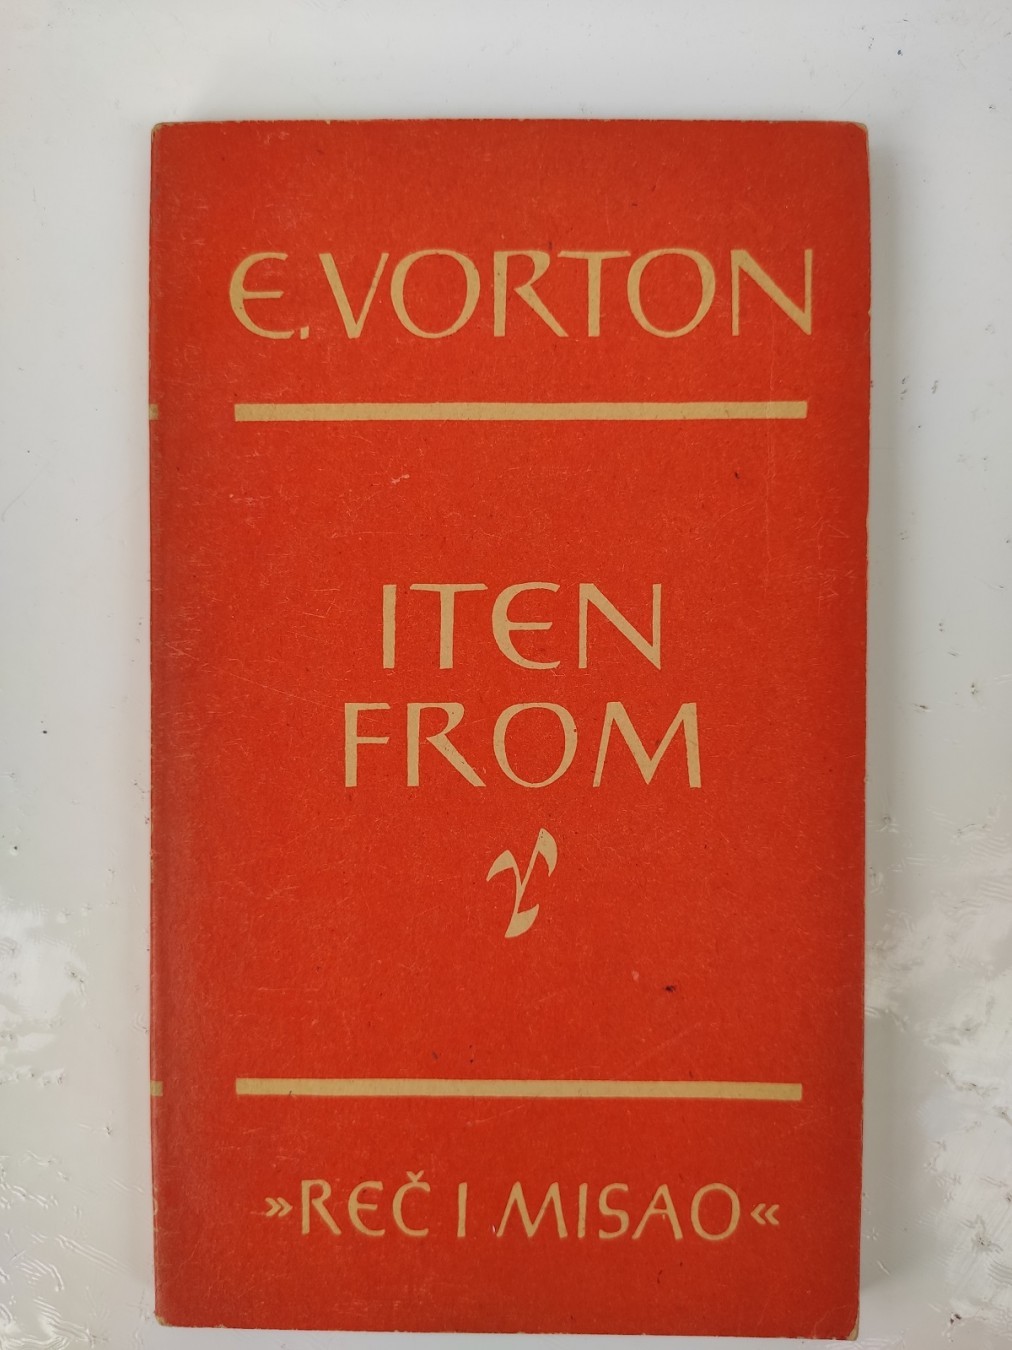 E. VORTON
ITEN
FROM
»REČ I MISAO«